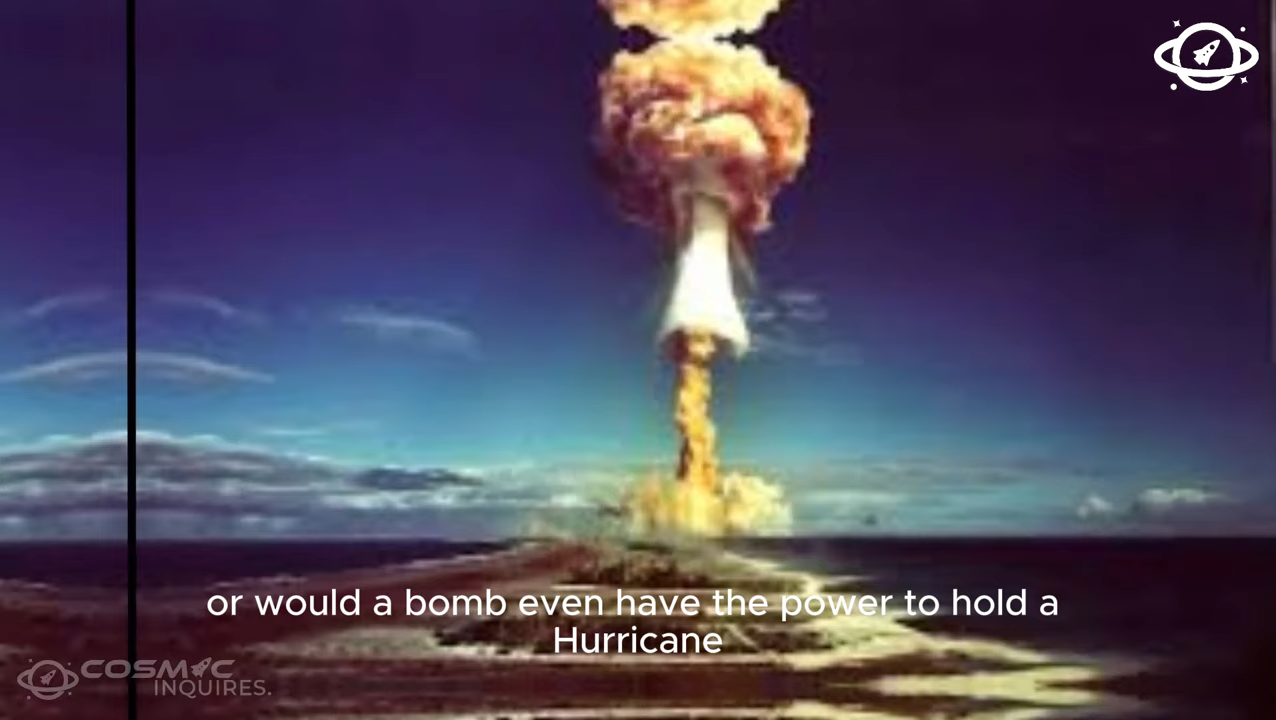 or would a bomb even have the power to hold a
Hurricane
COSMIC
INQUIRES.